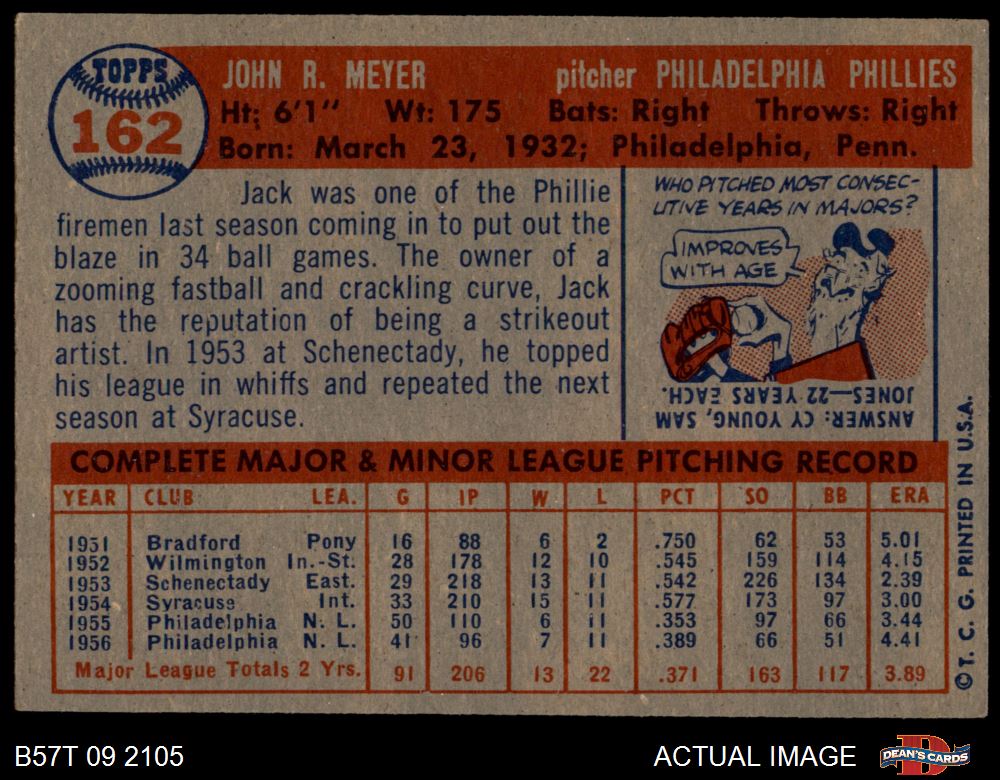 TOPPS
162
JOHN R. MEYER pitcher PHILADELPHIA PHILLIES
Ht: 6'1" Wt: 175 Bats: Right Throws: Right
Born: March 23, 1932; Philadelphia, Penn.
Jack was one of the Phillie
firemen last season coming in to put out the
blaze in 34 ball games. The owner of a
zooming fastball and crackling curve, Jack
has the reputation of being a strikeout
artist. In 1953 at Schenectady, he topped
his league in whiffs and repeated the next
season at Syracuse.
WHO PITCHED MOST CONSEC-
UTIVE YEARS IN MAJORS?
IMPROVES
WITH AGE
ANSWER: CY YOUNG, SAM
JONES—22 YEARS EACH.
COMPLETE MAJOR & MINOR LEAGUE PITCHING RECORD
YEAR CLUB LEA. G IP W L PCT SO BB ERA
1951 Bradford Pony 16 88 6 2 .750 62 53 5.01
1952 Wilmington In.-St. 28 178 12 10 .545 159 114 4.15
1953 Schenectady East. 29 218 13 11 .542 226 134 2.39
1954 Syracuse Int. 33 210 15 11 .577 173 97 3.00
1955 Philadelphia N. L. 50 110 6 11 .353 97 66 3.44
1956 Philadelphia N. L. 41 96 7 11 .389 66 51 4.41
Major League Totals 2 Yrs. 91 206 13 22 .371 163 117 3.89
©T. C. G. PRINTED IN U.S.A.
B57T 09 2105
ACTUAL IMAGE
DEAN'S CARDS